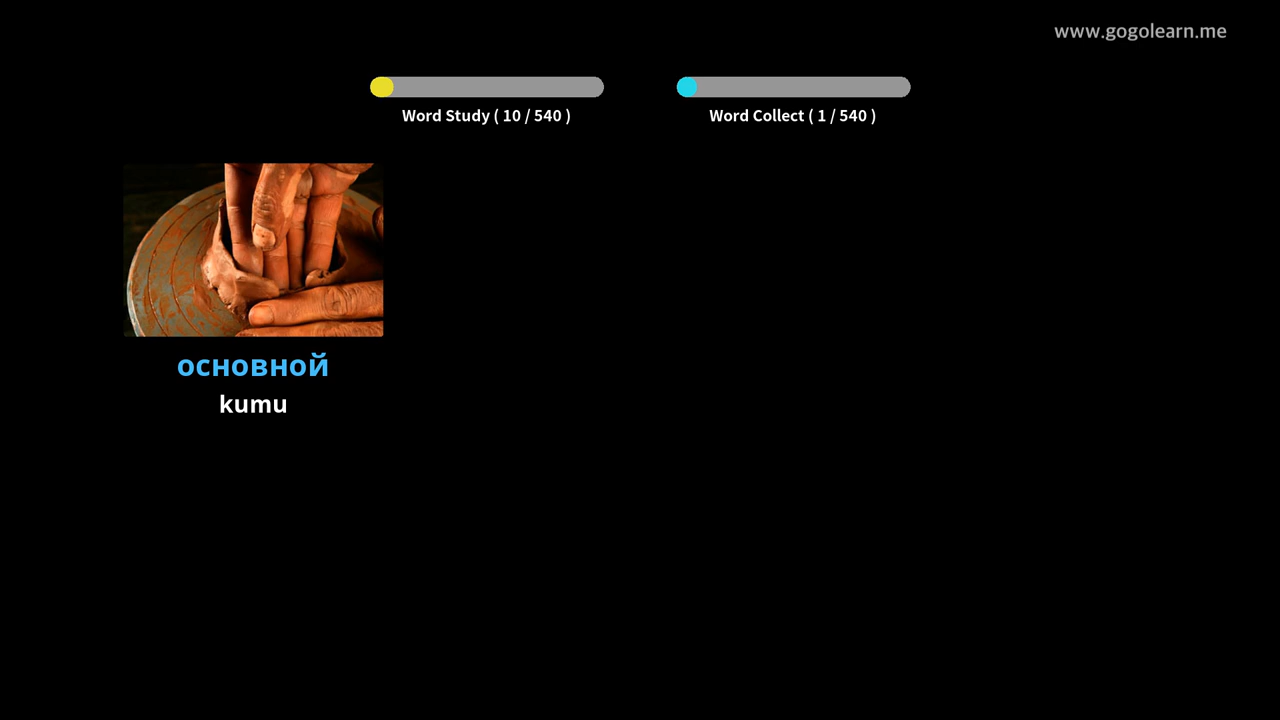 www.gogolearn.me
Word Study ( 10 / 540 )
Word Collect ( 1 / 540 )
основной
kumu